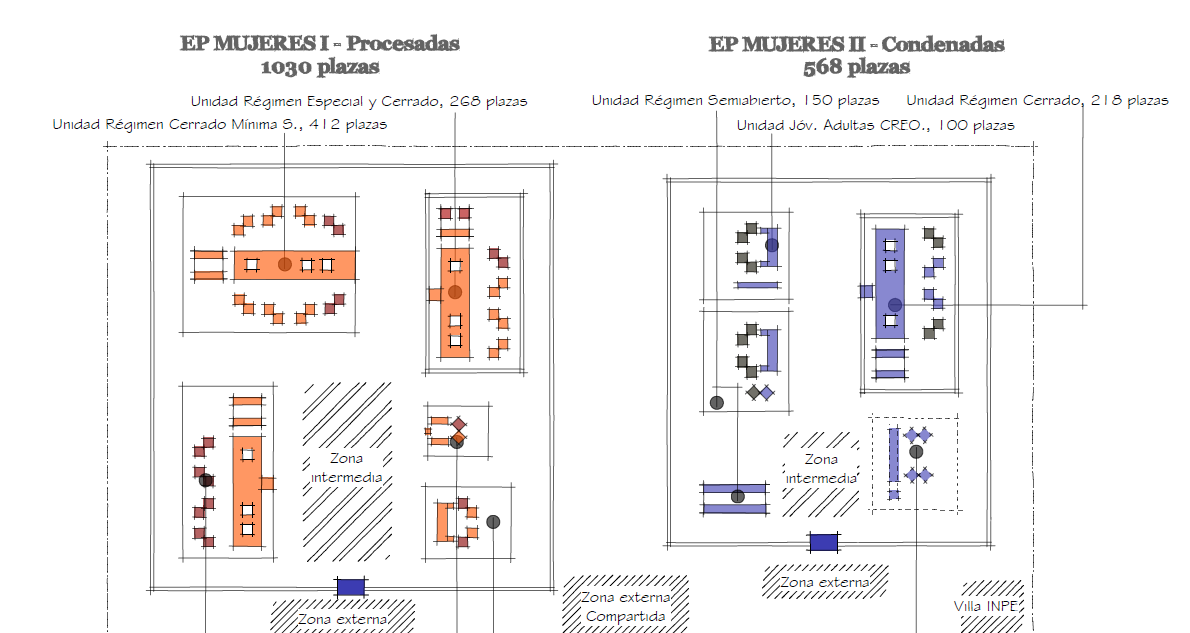 EP MUJERES I - Procesadas
1030 plazas
EP MUJERES II - Condenadas
568 plazas
Unidad Régimen Especial y Cerrado, 268 plazas
Unidad Régimen Cerrado Mínima S., 412 plazas
Unidad Régimen Semiabierto, 150 plazas
Unidad Régimen Cerrado, 218 plazas
Unidad Jóv. Adultas CREO., 100 plazas
Zona
intermedia
Zona
intermedia
Zona externa
Zona externa
Compartida
Zona externa
Villa INPE